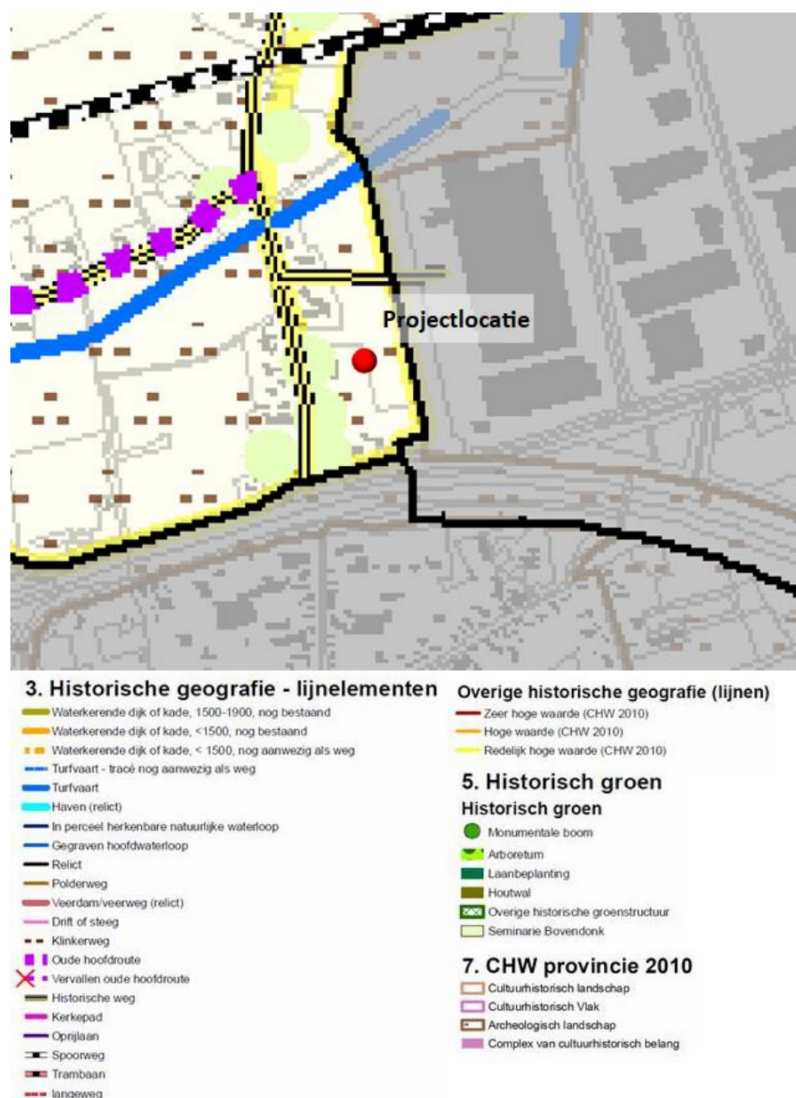 Projectlocatie
3. Historische geografie - lijnelementen
Waterkerende dijk of kade, 1500-1900, nog bestaand
Waterkerende dijk of kade, <1500, nog bestaand
Waterkerende dijk of kade, < 1500, nog aanwezig als weg
Turfvaart - tracé nog aanwezig als weg
Turfvaart
Haven (relict)
In perceel herkenbare natuurlijke waterloop
Gegraven hoofdwaterloop
Relict
Polderweg
Veerdam/veerweg (relict)
Drift of steeg
Klinkerweg
Oude hoofdroute
Vervallen oude hoofdroute
Historische weg
Kerkepad
Oprijlaan
Spoorweg
Trambaan
langeweg
Overige historische geografie (lijnen)
Zeer hoge waarde (CHW 2010)
Hoge waarde (CHW 2010)
Redelijk hoge waarde (CHW 2010)
5. Historisch groen
Historisch groen
Monumentale boom
Arboretum
Laanbeplanting
Houtwal
Overige historische groenstructuur
Seminarie Bovendonk
7. CHW provincie 2010
Cultuurhistorisch landschap
Cultuurhistorisch Vlak
Archeologisch landschap
Complex van cultuurhistorisch belang